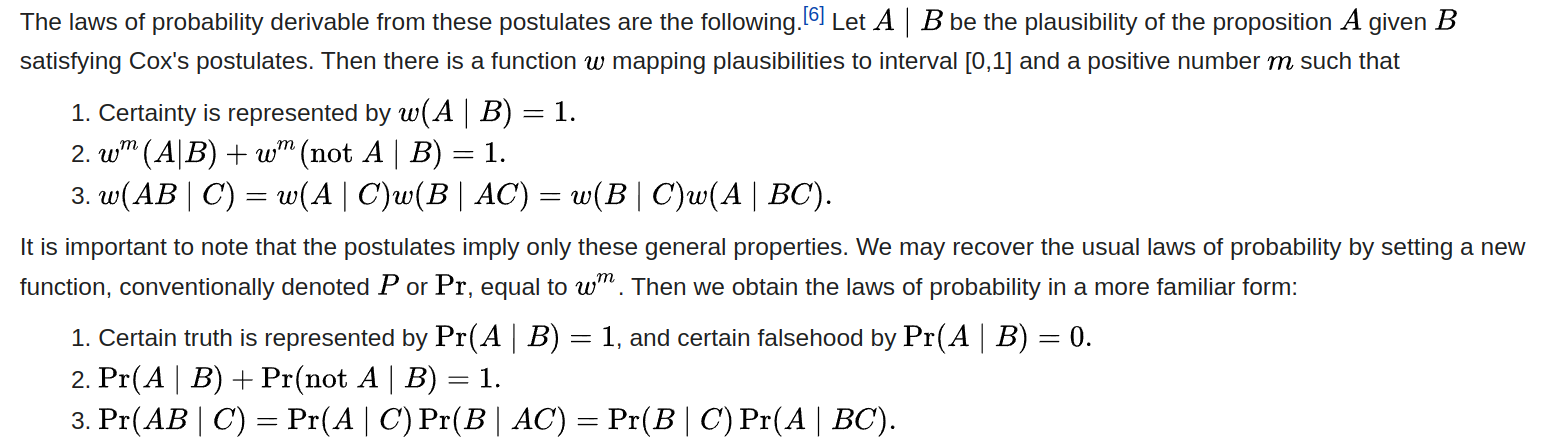 The laws of probability derivable from these postulates are the following.[6] Let A | B be the plausibility of the proposition A given B
satisfying Cox's postulates. Then there is a function w mapping plausibilities to interval [0,1] and a positive number m such that
1. Certainty is represented by w(A | B) = 1.
2. wᵐ(A|B) + wᵐ(not A | B) = 1.
3. w(AB | C) = w(A | C)w(B | AC) = w(B | C)w(A | BC).
It is important to note that the postulates imply only these general properties. We may recover the usual laws of probability by setting a new
function, conventionally denoted P or Pr, equal to wᵐ. Then we obtain the laws of probability in a more familiar form:
1. Certain truth is represented by Pr(A | B) = 1, and certain falsehood by Pr(A | B) = 0.
2. Pr(A | B) + Pr(not A | B) = 1.
3. Pr(AB | C) = Pr(A | C) Pr(B | AC) = Pr(B | C) Pr(A | BC).